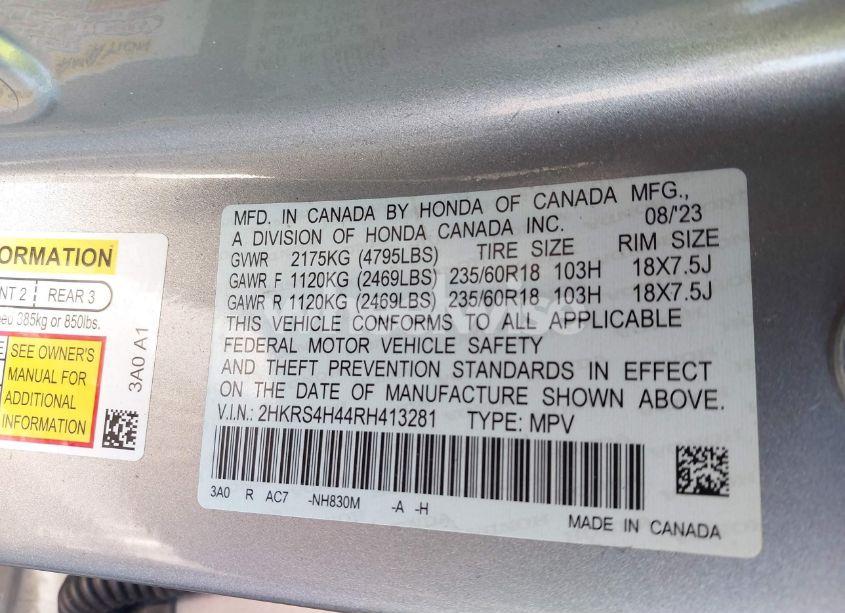 ORMATION
NT 2 REAR 3
eed 385kg or 850lbs.
SEE OWNER'S
MANUAL FOR
ADDITIONAL
INFORMATION
3A0 A1
MFD. IN CANADA BY HONDA OF CANADA MFG.,
A DIVISION OF HONDA CANADA INC. 08/'23
GVWR 2175KG (4795LBS) TIRE SIZE RIM SIZE
GAWR F 1120KG (2469LBS) 235/60R18 103H 18X7.5J
GAWR R 1120KG (2469LBS) 235/60R18 103H 18X7.5J
THIS VEHICLE CONFORMS TO ALL APPLICABLE
FEDERAL MOTOR VEHICLE SAFETY
AND THEFT PREVENTION STANDARDS IN EFFECT
ON THE DATE OF MANUFACTURE SHOWN ABOVE.
V.I.N.: 2HKRS4H44RH413281 TYPE: MPV
3A0 R AC7 -NH830M -A -H
MADE IN CANADA